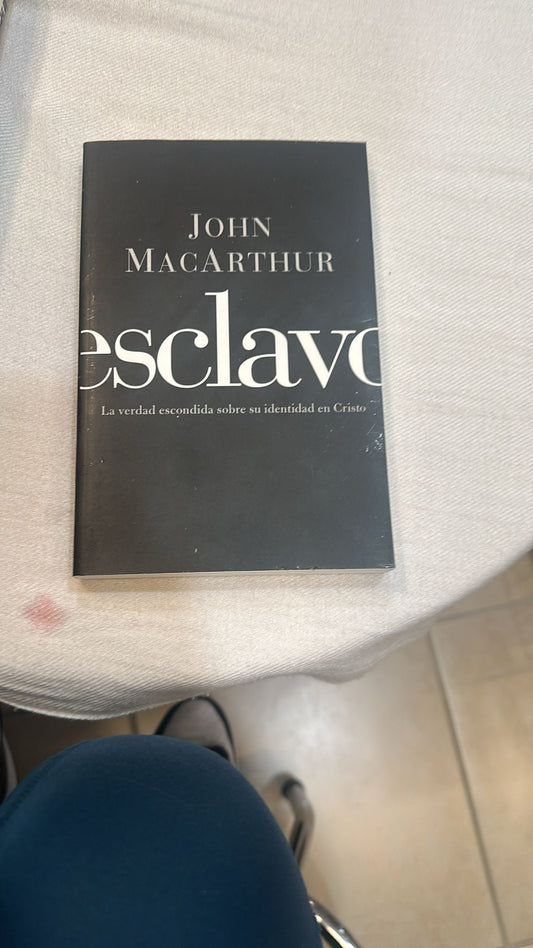 JOHN
MACARTHUR
esclavo
La verdad escondida sobre su identidad en Cristo